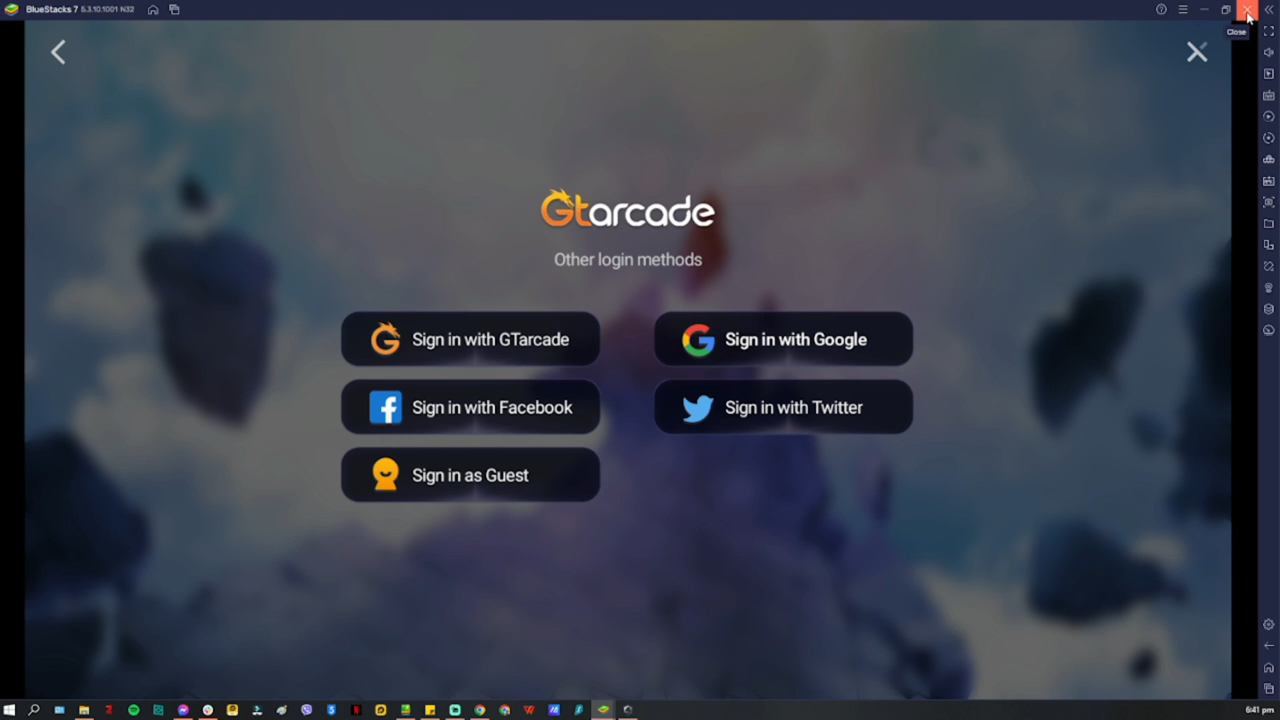 BlueStacks 7 5.3.10.1001 N32
Close
Gtarcade
Other login methods
Sign in with GTarcade
Sign in with Google
Sign in with Facebook
Sign in with Twitter
Sign in as Guest
6:41 pm